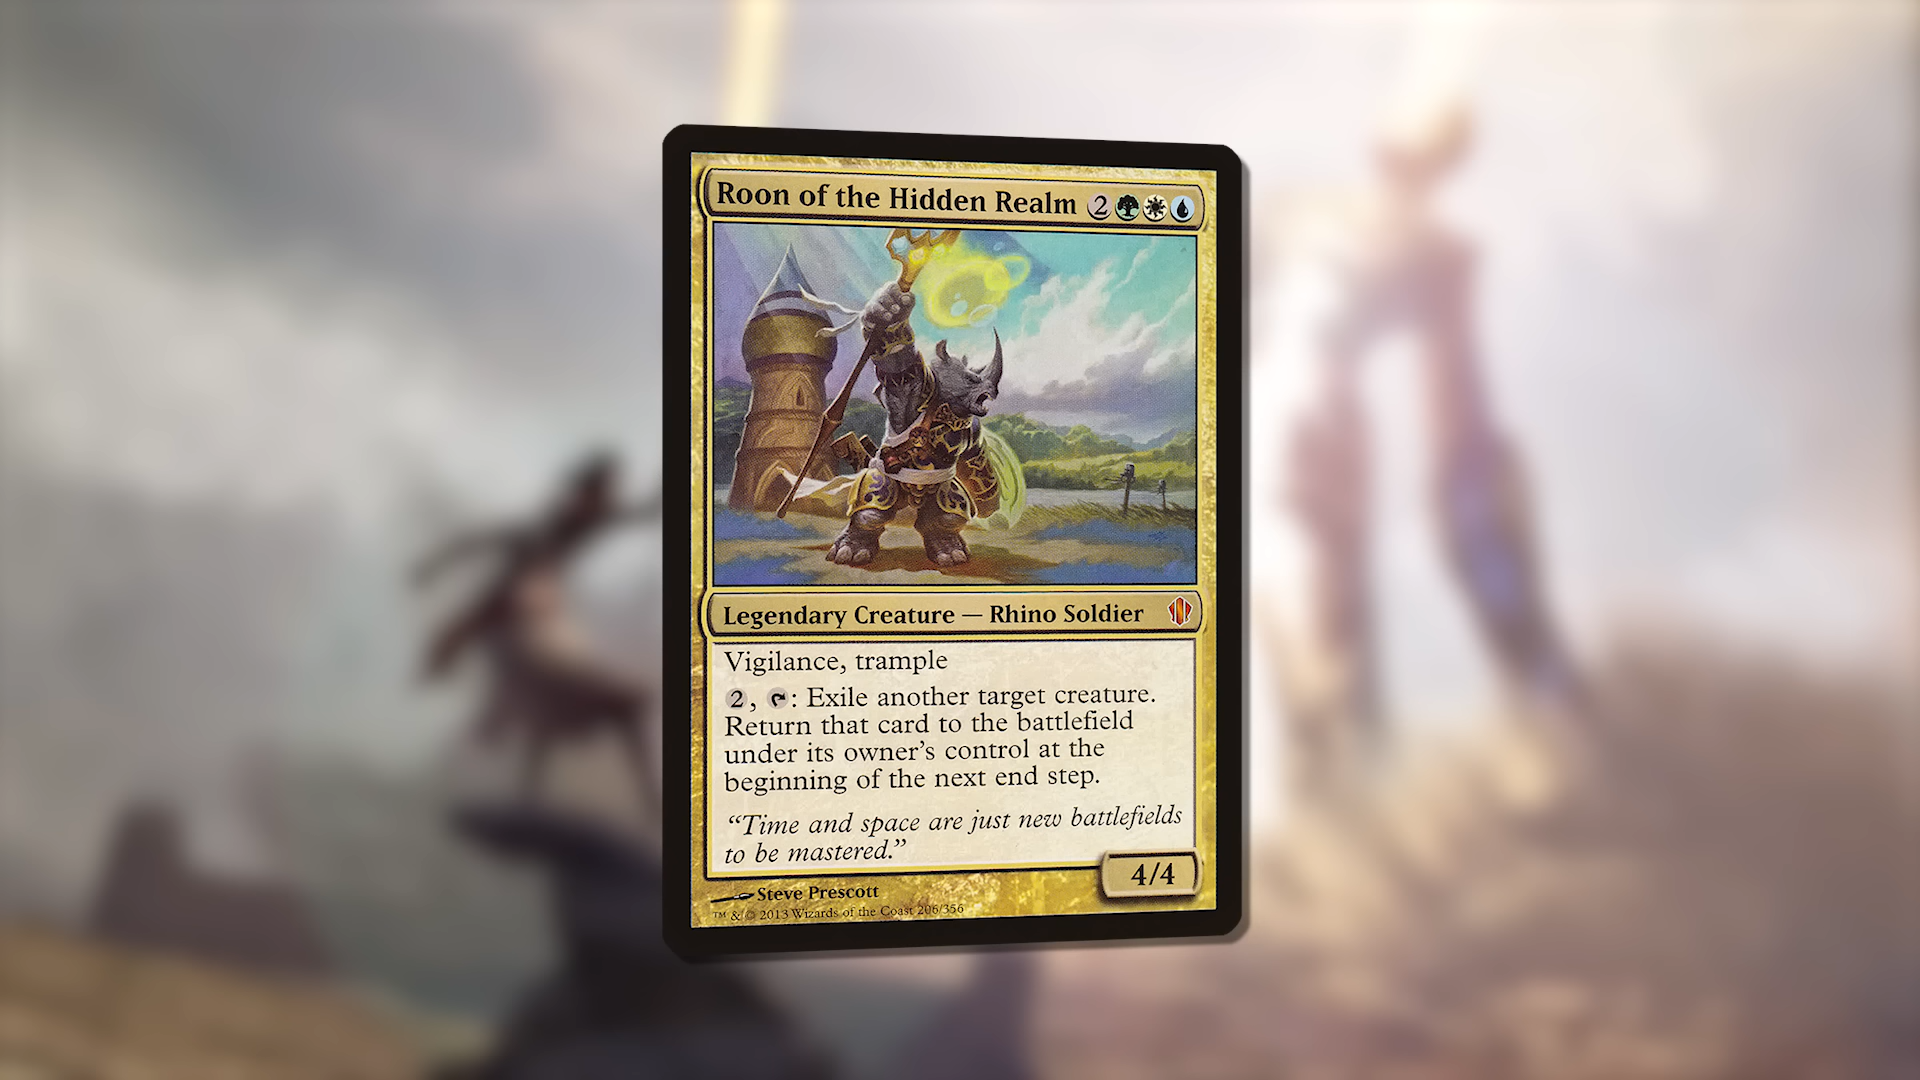 Roon of the Hidden Realm 2
Legendary Creature — Rhino Soldier
Vigilance, trample
2, : Exile another target creature.
Return that card to the battlefield
under its owner's control at the
beginning of the next end step.
“Time and space are just new battlefields
to be mastered.”
4/4
Steve Prescott
™ & © 2013 Wizards of the Coast 206/356